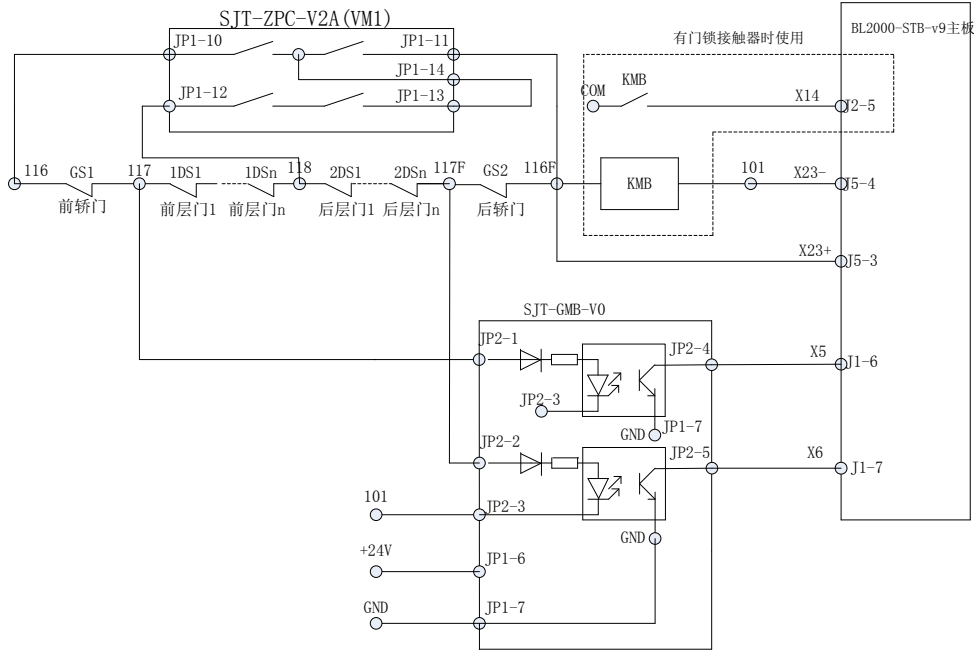 SJT-ZPC-V2A(VM1)
BL2000-STB-v9主板
有门锁接触器时使用
JP1-10
JP1-11
JP1-14
JP1-12
JP1-13
COM
KMB
X14
J2-5
116
GS1
117
1DS1
1DSn
118
2DS1
2DSn
117F
GS2
116F
KMB
101
X23-
J5-4
前轿门
前层门1
前层门n
后层门1
后层门n
后轿门
X23+
J5-3
SJT-GMB-V0
JP2-1
JP2-4
X5
J1-6
JP2-3
GND
JP1-7
JP2-2
JP2-5
X6
J1-7
101
JP2-3
GND
+24V
JP1-6
GND
JP1-7